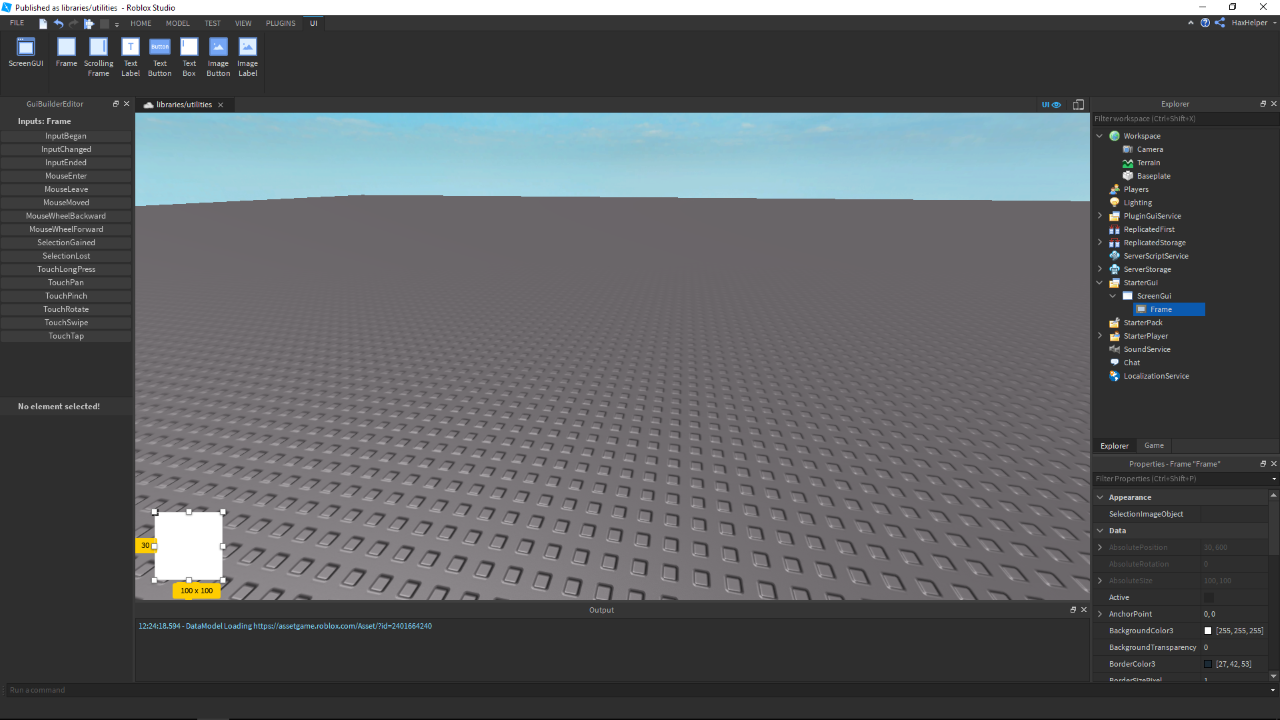 Published as libraries/utilities - Roblox Studio
FILE HOME MODEL TEST VIEW PLUGINS UI HaxHelper
ScreenGUI Frame Scrolling Frame Text Label Text Button Text Box Image Button Image Label
T Button
GuiBuilderEditor
Inputs: Frame
InputBegan
InputChanged
InputEnded
MouseEnter
MouseLeave
MouseMoved
MouseWheelBackward
MouseWheelForward
SelectionGained
SelectionLost
TouchLongPress
TouchPan
TouchPinch
TouchRotate
TouchSwipe
TouchTap
No element selected!
libraries/utilities
UI
30
100 x 100
Output
12:24:18.594 - DataModel Loading https://assetgame.roblox.com/Asset/?id=2401664240
Run a command
Explorer
Filter workspace (Ctrl+Shift+X)
Workspace
Camera
Terrain
Baseplate
Players
Lighting
PluginGuiService
ReplicatedFirst
ReplicatedStorage
ServerScriptService
ServerStorage
StarterGui
ScreenGui
Frame
StarterPack
StarterPlayer
SoundService
Chat
LocalizationService
Explorer Game
Properties - Frame "Frame"
Filter Properties (Ctrl+Shift+P)
Appearance
SelectionImageObject
Data
AbsolutePosition 20, 600
AbsoluteRotation 0
AbsoluteSize 100, 100
Active
AnchorPoint 0, 0
BackgroundColor3 [255, 255, 255]
BackgroundTransparency 0
BorderColor3 [27, 42, 53]
BorderSizePixel 1